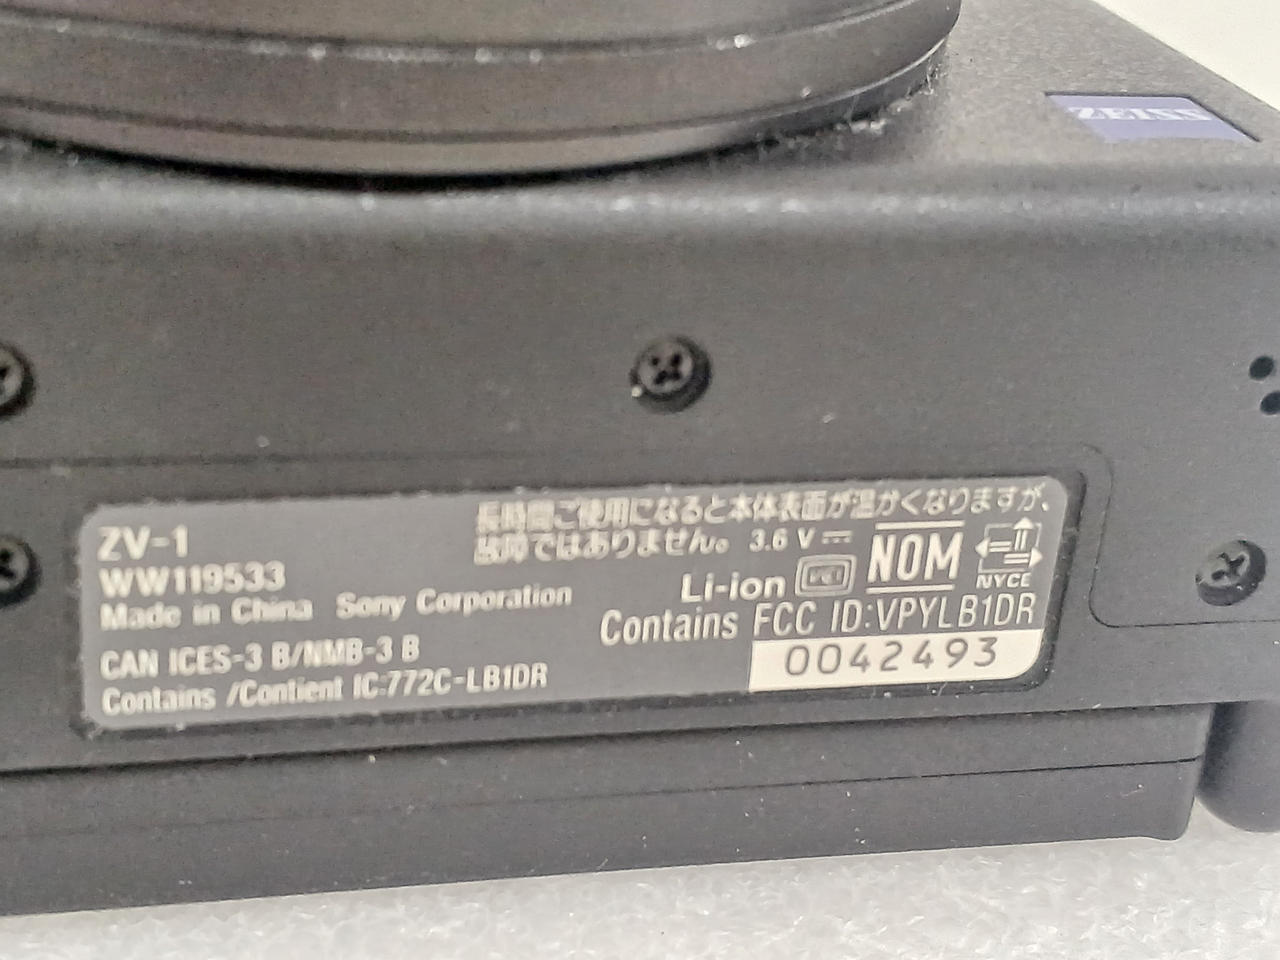 ZEISS
ZV-1
WW119533
Made in China Sony Corporation
CAN ICES-3 B/NMB-3 B
Contains /Contient IC:772C-LB1DR
長時間ご使用になると本体表面が温かくなりますが、
故障ではありません。 3.6 V
Li-ion
NOM
NYCE
Contains FCC ID:VPYLB1DR
0042493